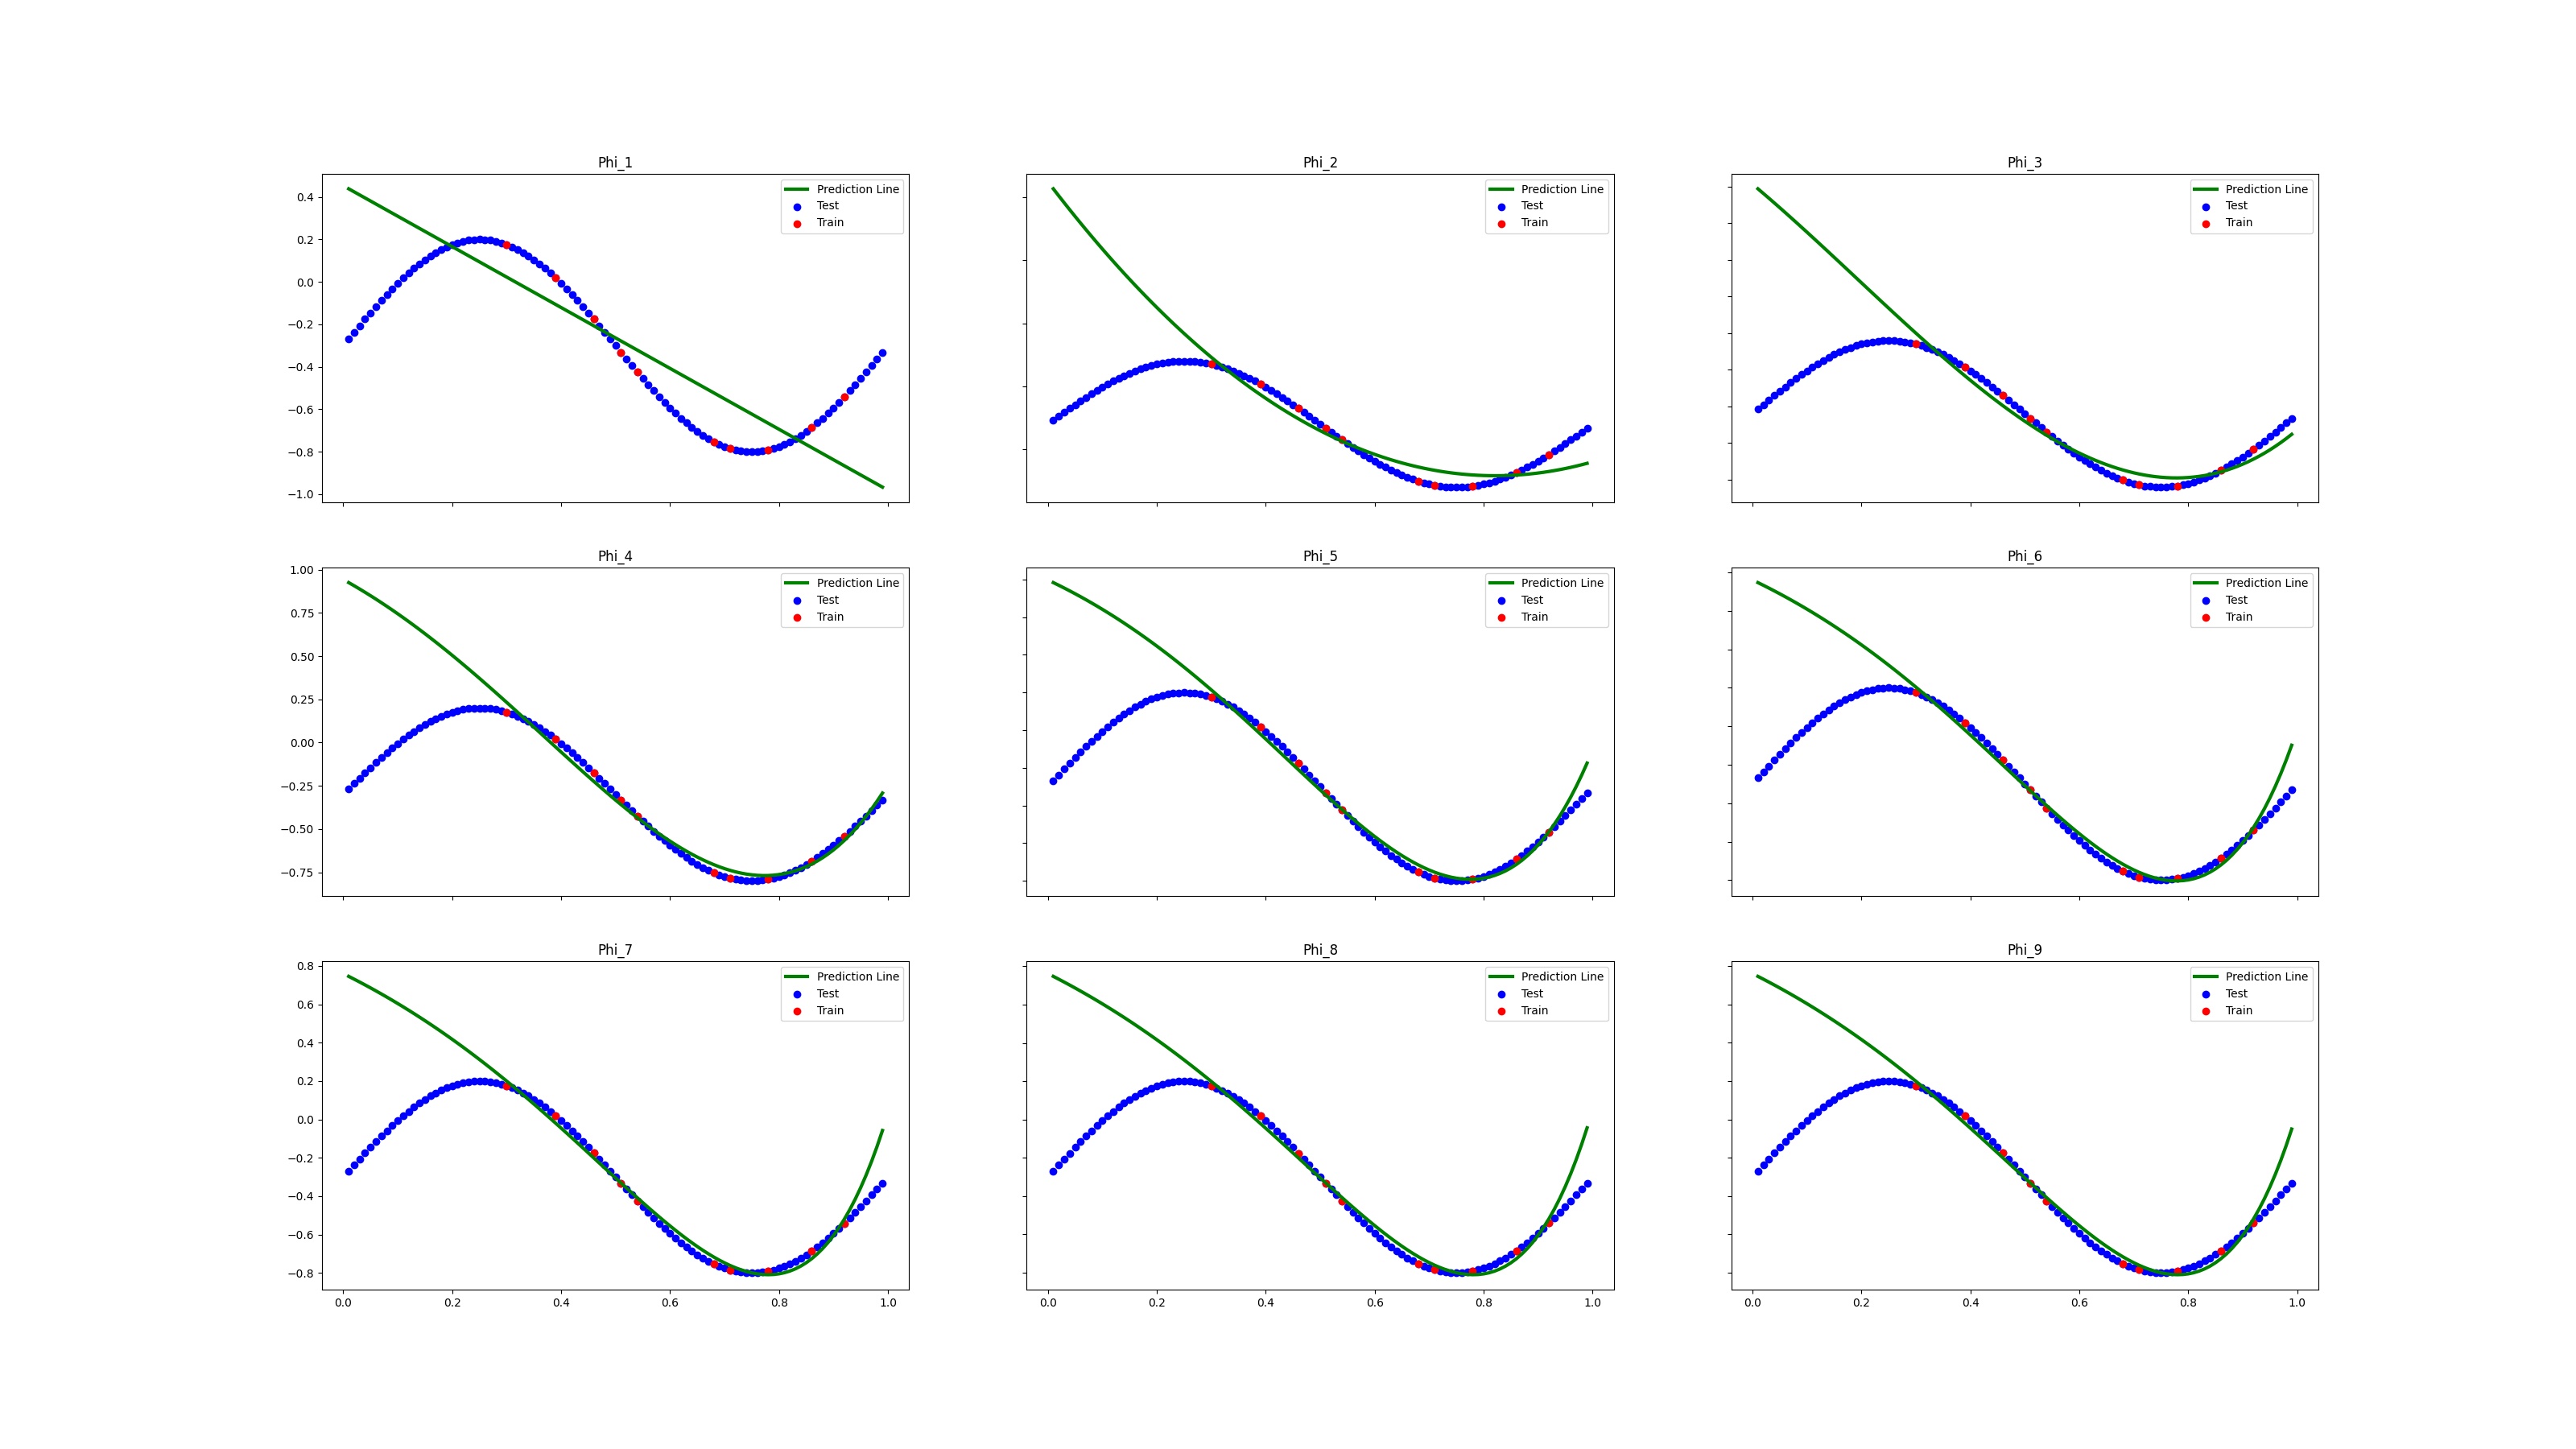 Phi_1
Prediction Line
Test
Train
0.4
0.2
0.0
−0.2
−0.4
−0.6
−0.8
−1.0
Phi_2
Prediction Line
Test
Train
Phi_3
Prediction Line
Test
Train
Phi_4
Prediction Line
Test
Train
1.00
0.75
0.50
0.25
0.00
−0.25
−0.50
−0.75
Phi_5
Prediction Line
Test
Train
Phi_6
Prediction Line
Test
Train
Phi_7
Prediction Line
Test
Train
0.8
0.6
0.4
0.2
0.0
−0.2
−0.4
−0.6
−0.8
0.0 0.2 0.4 0.6 0.8 1.0
Phi_8
Prediction Line
Test
Train
0.0 0.2 0.4 0.6 0.8 1.0
Phi_9
Prediction Line
Test
Train
0.0 0.2 0.4 0.6 0.8 1.0